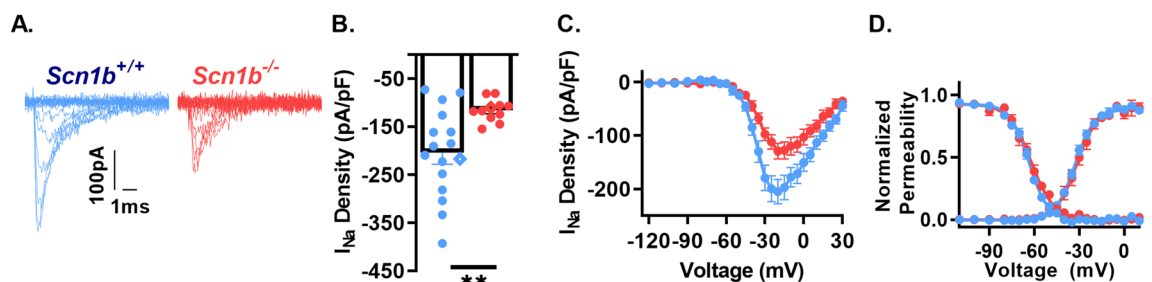 A.
Scn1b+/+
Scn1b-/-
100pA
1ms
B.
INa Density (pA/pF)
-50
-150
-250
-350
-450
**
C.
INa Density (pA/pF)
0
-100
-200
-120 -90 -60 -30 0 30
Voltage (mV)
D.
Normalized
Permeability
1.0
0.5
0.0
-90 -60 -30 0
Voltage (mV)